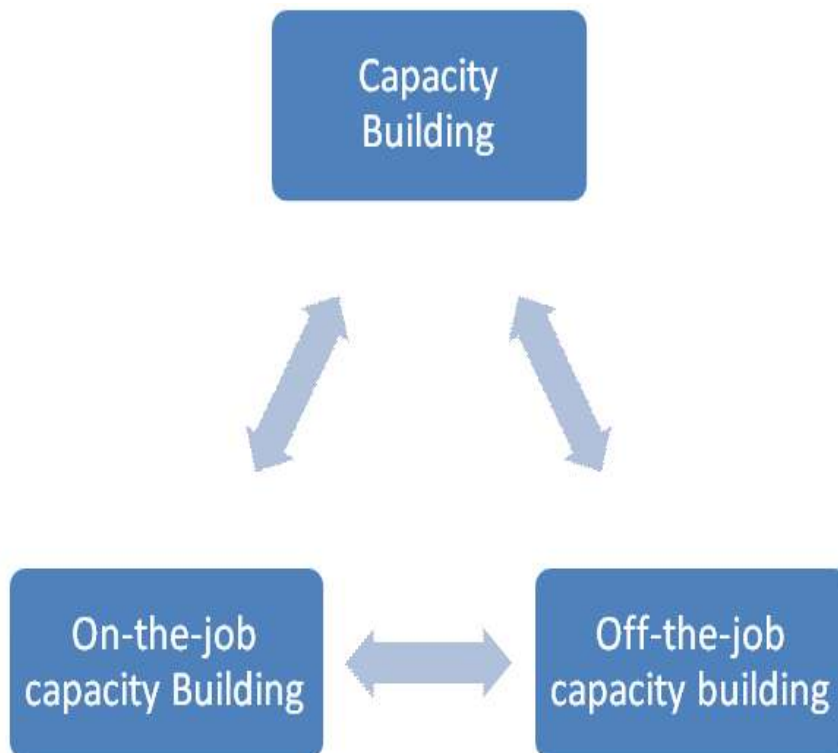 Capacity
Building
On-the-job
capacity Building
Off-the-job
capacity building